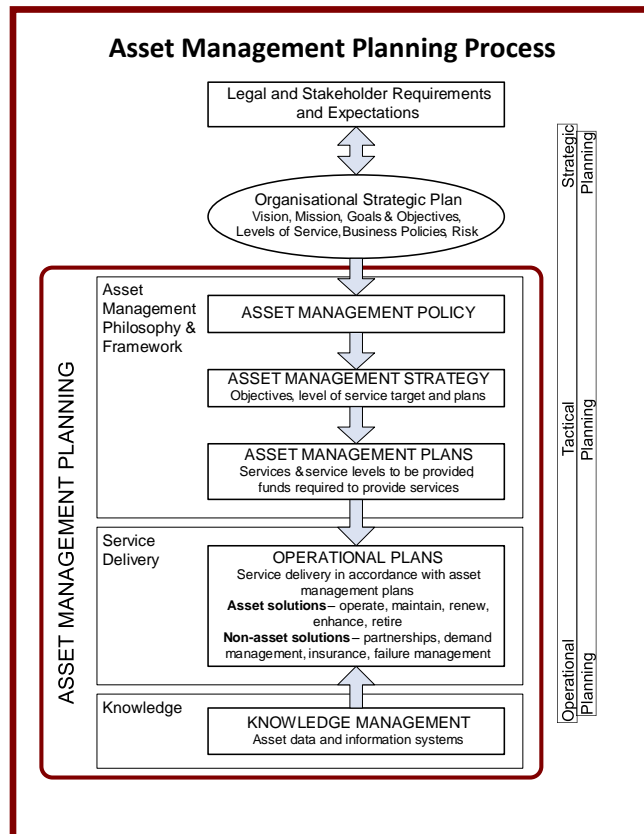 Asset Management Planning Process
Legal and Stakeholder Requirements
and Expectations
Organisational Strategic Plan
Vision, Mission, Goals & Objectives,
Levels of Service, Business Policies, Risk
Asset
Management
Philosophy &
Framework
ASSET MANAGEMENT POLICY
ASSET MANAGEMENT STRATEGY
Objectives, level of service target and plans
ASSET MANAGEMENT PLANS
Services & service levels to be provided,
funds required to provide services
Service
Delivery
OPERATIONAL PLANS
Service delivery in accordance with asset
management plans
Asset solutions – operate, maintain, renew,
enhance, retire
Non-asset solutions – partnerships, demand
management, insurance, failure management
Knowledge
KNOWLEDGE MANAGEMENT
Asset data and information systems
ASSET MANAGEMENT PLANNING
Strategic
Planning
Tactical
Planning
Operational
Planning